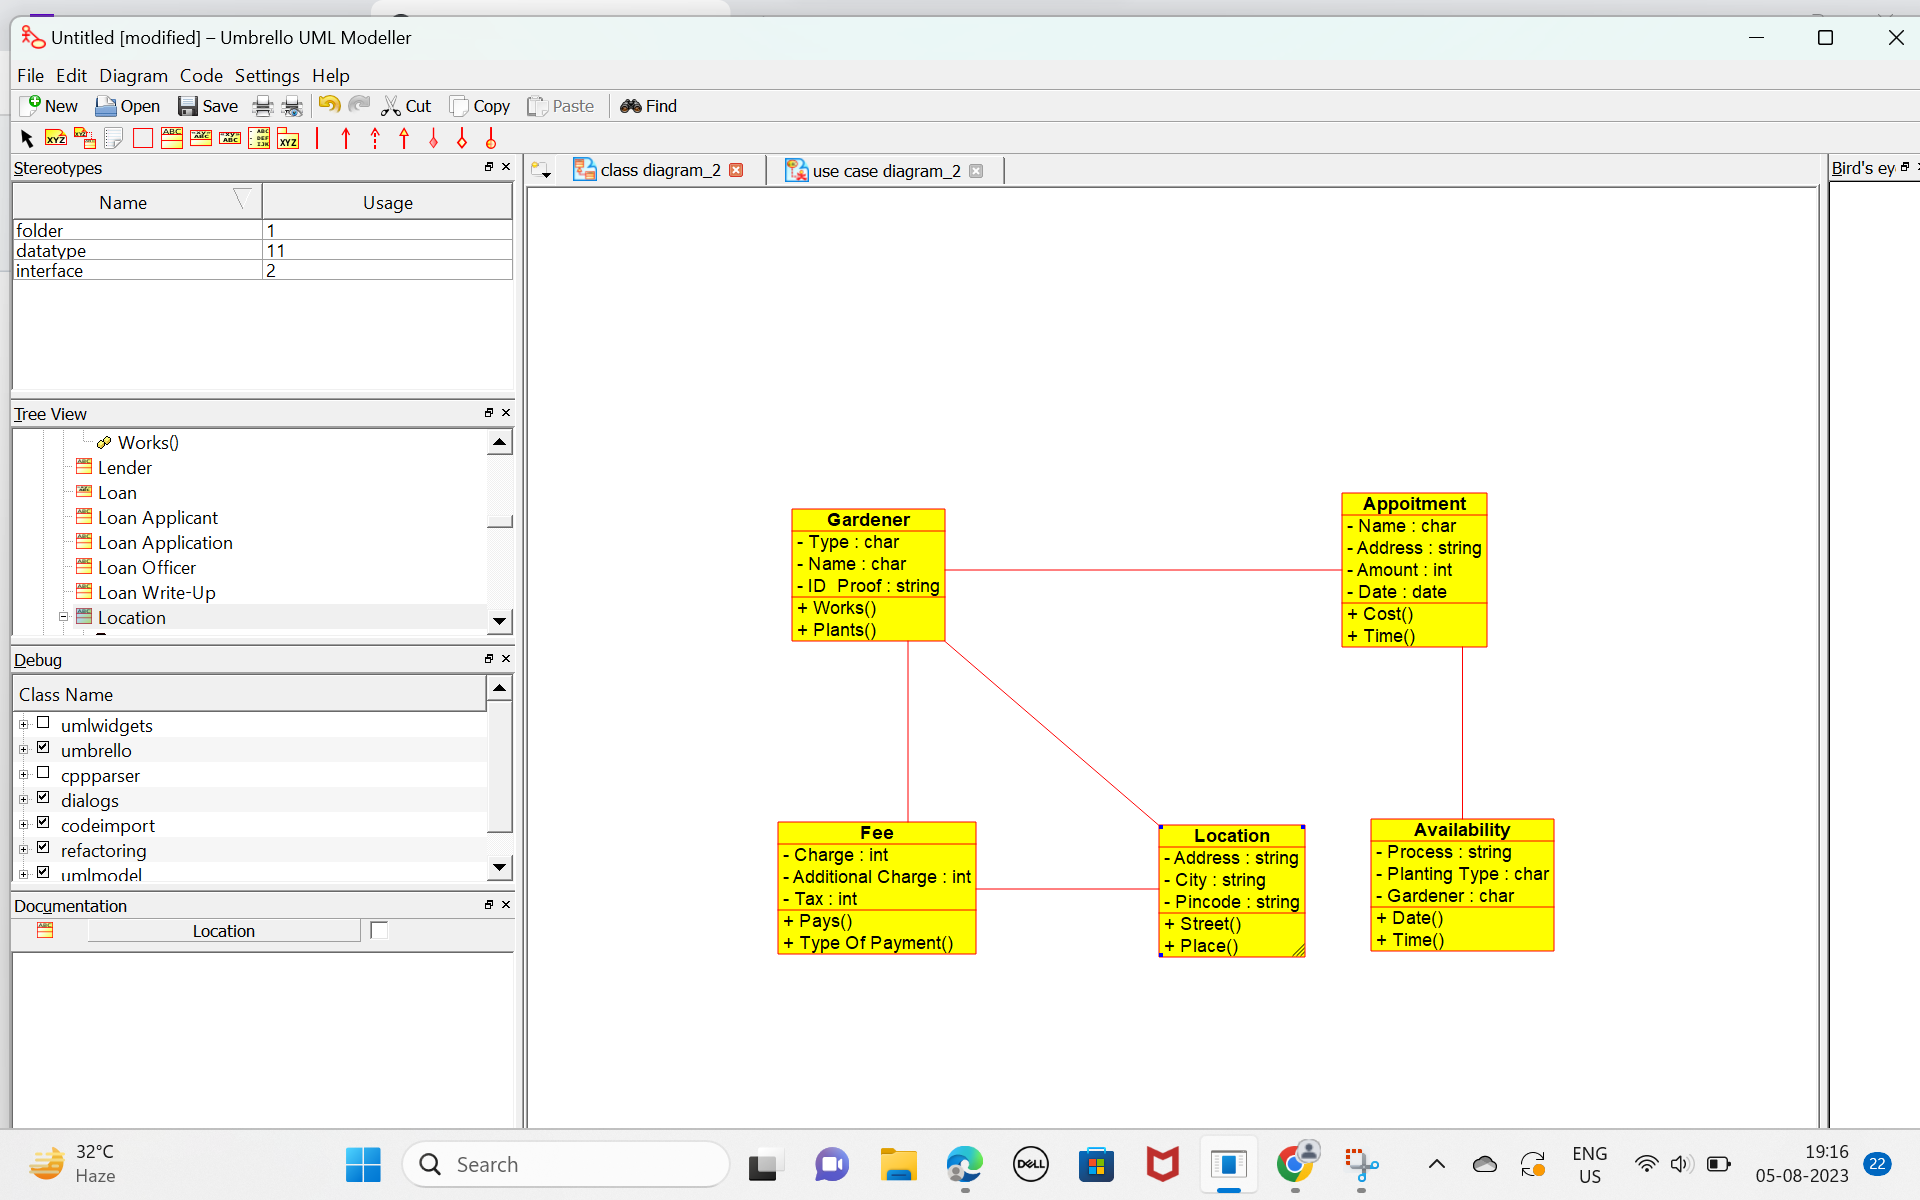 Untitled [modified] – Umbrello UML Modeller
File Edit Diagram Code Settings Help
New Open Save Cut Copy Paste Find
Stereotypes
Name Usage
folder 1
datatype 11
interface 2
Tree View
Works()
Lender
Loan
Loan Applicant
Loan Application
Loan Officer
Loan Write-Up
Location
Debug
Class Name
umlwidgets
umbrello
cppparser
dialogs
codeimport
refactoring
umlmodel
Documentation
Location
class diagram_2
use case diagram_2
Bird's ey
Gardener
- Type : char
- Name : char
- ID Proof : string
+ Works()
+ Plants()
Appoitment
- Name : char
- Address : string
- Amount : int
- Date : date
+ Cost()
+ Time()
Fee
- Charge : int
- Additional Charge : int
- Tax : int
+ Pays()
+ Type Of Payment()
Location
- Address : string
- City : string
- Pincode : string
+ Street()
+ Place()
Availability
- Process : string
- Planting Type : char
- Gardener : char
+ Date()
+ Time()
32°C
Haze
Search
DELL
ENG
US
19:16
05-08-2023
22